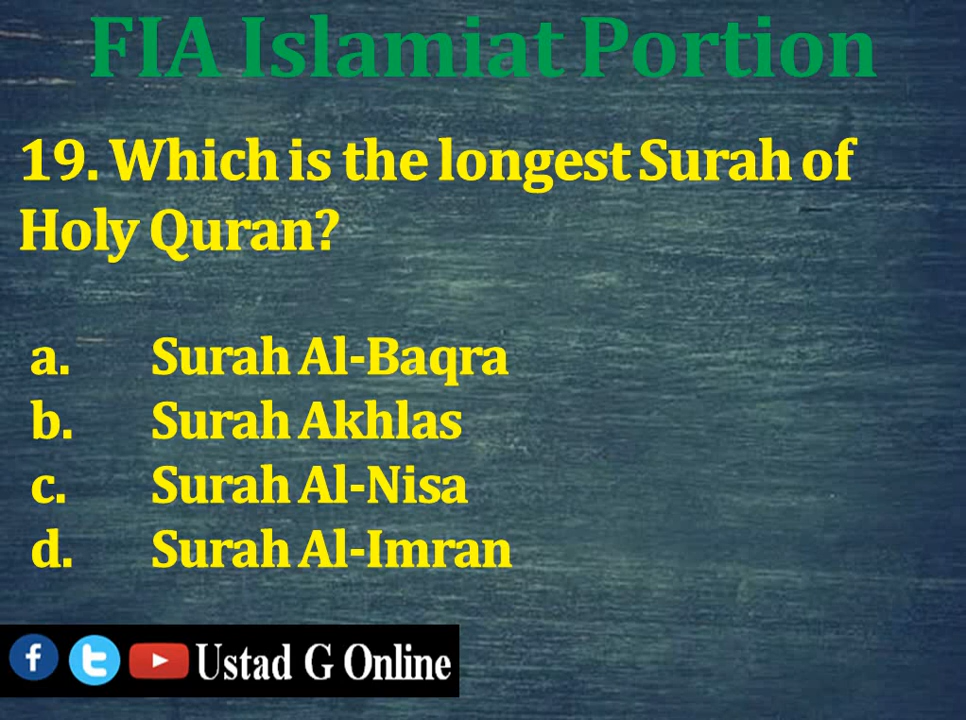 FIA Islamiat Portion
19. Which is the longest Surah of
Holy Quran?
a. Surah Al-Baqra
b. Surah Akhlas
c. Surah Al-Nisa
d. Surah Al-Imran
Ustad G Online